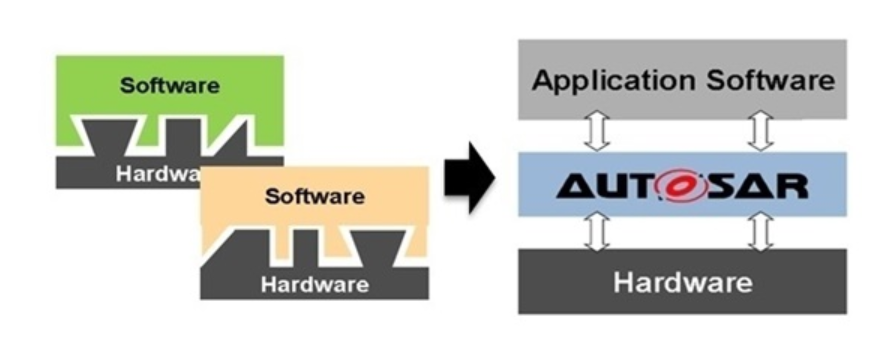 Software
Hardwa
Software
Hardware
Application Software
AUTOSAR
Hardware